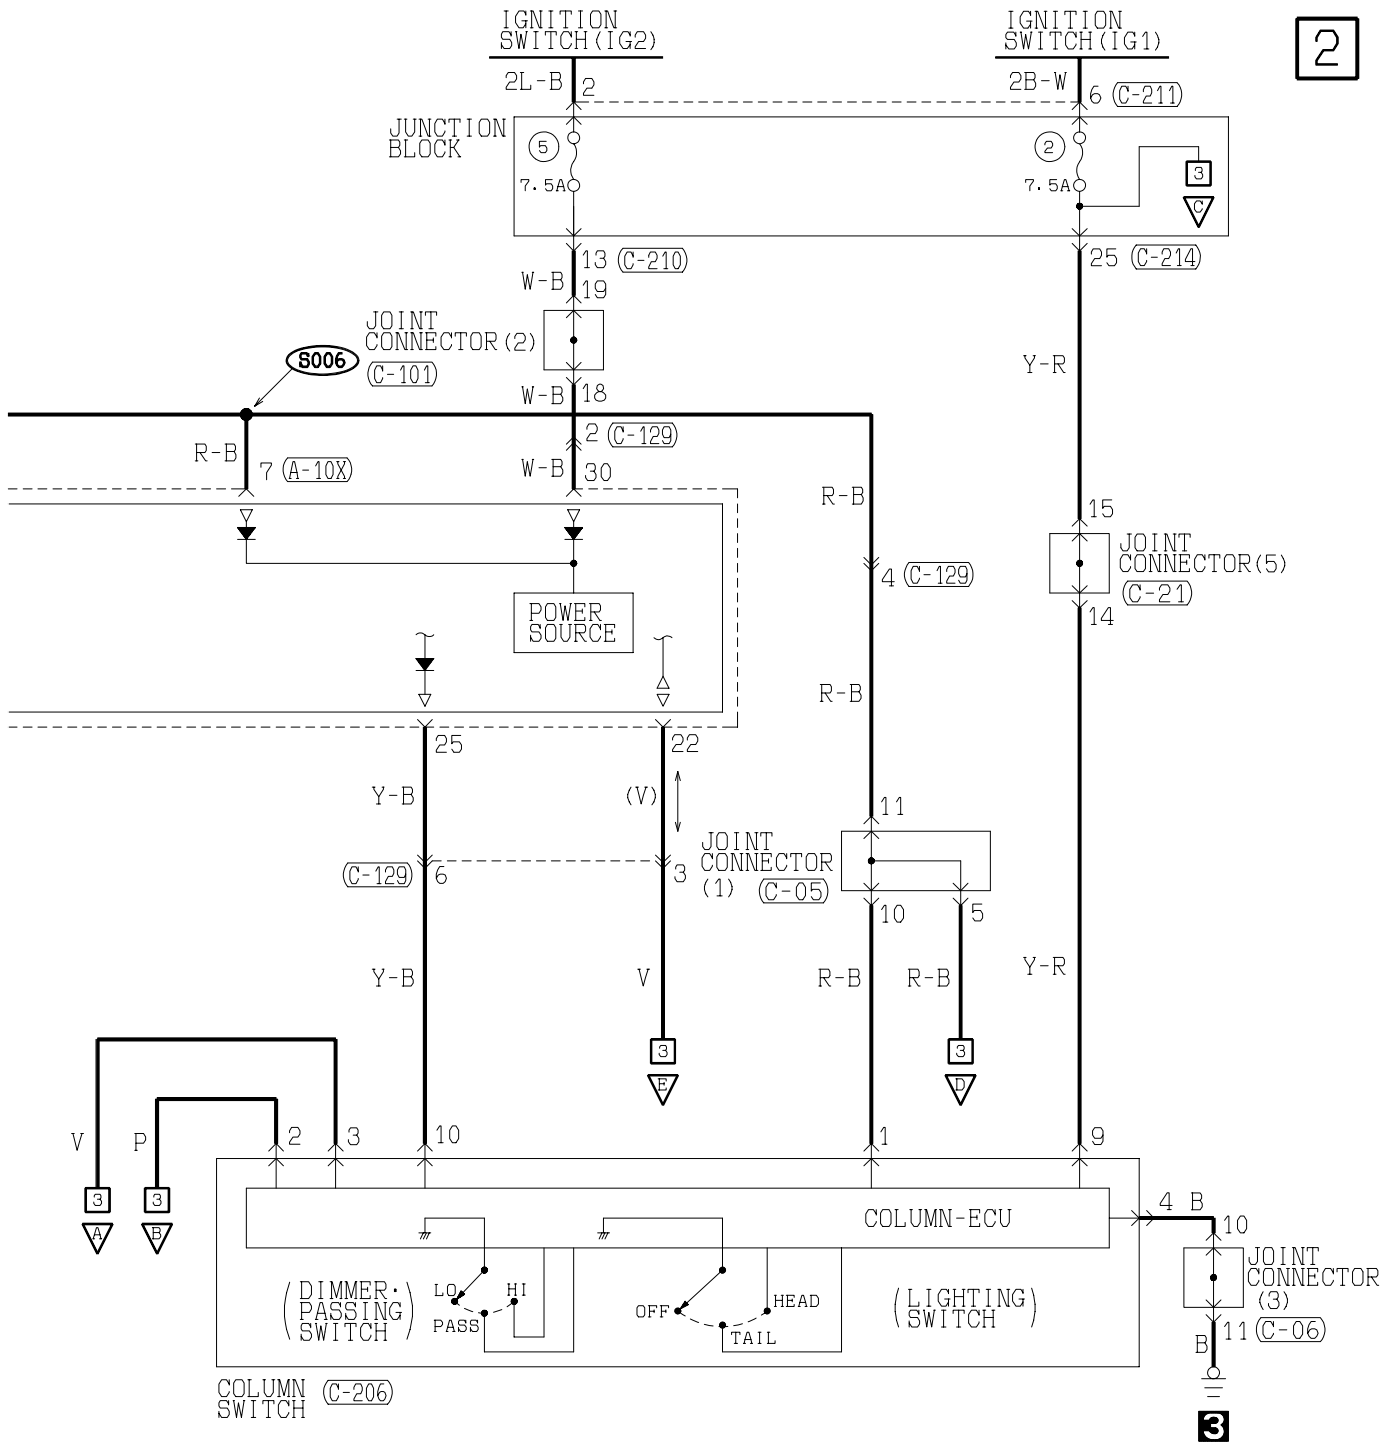 IGNITION
SWITCH(IG2)
IGNITION
SWITCH(IG1)
2
2L-B
2
2B-W
6
C-211
JUNCTION
BLOCK
5
7.5A
2
7.5A
3
C
13
C-210
25
C-214
W-B
19
JOINT
CONNECTOR(2)
C-101
S006
W-B
18
Y-R
2
C-129
R-B
7
A-10X
W-B
30
R-B
15
JOINT
CONNECTOR(5)
C-21
14
4
C-129
POWER
SOURCE
R-B
25
22
Y-B
(V)
11
JOINT
CONNECTOR
(1)
C-05
C-129
6
3
10
5
Y-B
V
R-B
R-B
Y-R
3
E
3
D
V
P
2
3
10
1
9
3
A
3
B
4
B
10
COLUMN-ECU
JOINT
CONNECTOR
(3)
C-06
11
B
3
(DIMMER·
PASSING
SWITCH)
LO
HI
PASS
OFF
HEAD
TAIL
(LIGHTING
SWITCH)
COLUMN
SWITCH
C-206